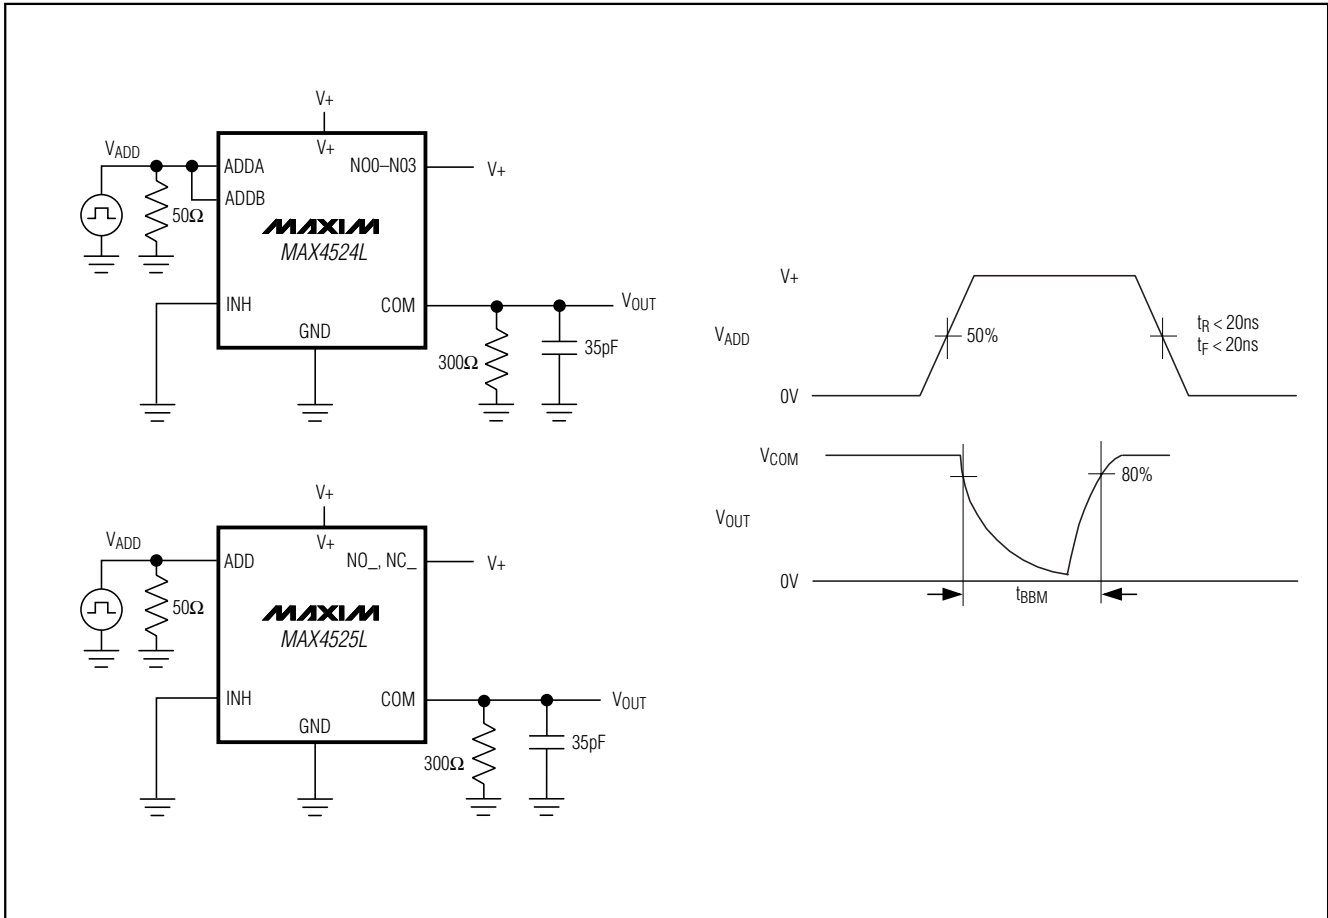 V+
VADD
V+
ADDA
NO0–N03
V+
ADDB
50Ω
MAXIM
MAX4524L
INH
COM
VOUT
GND
300Ω
35pF
V+
VADD
V+
ADD
NO_, NC_
V+
50Ω
MAXIM
MAX4525L
INH
COM
VOUT
GND
300Ω
35pF
V+
VADD
50%
tR < 20ns
tF < 20ns
0V
VCOM
80%
VOUT
0V
tBBM